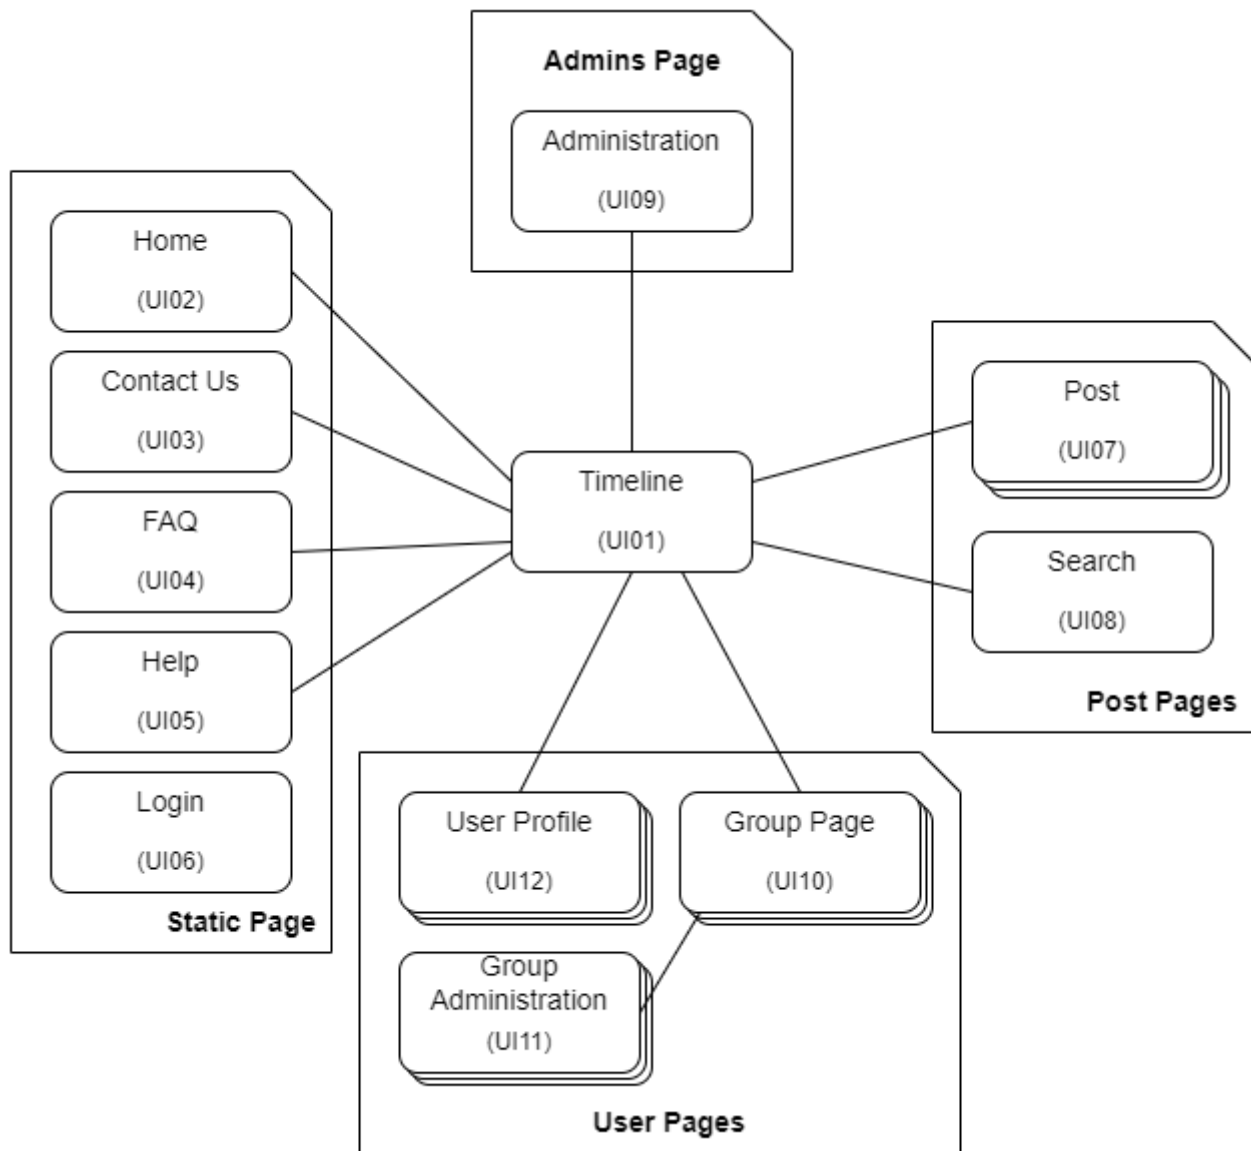 Admins Page
Administration
(UI09)
Home
(UI02)
Contact Us
(UI03)
FAQ
(UI04)
Help
(UI05)
Login
(UI06)
Static Page
Timeline
(UI01)
Post
(UI07)
Search
(UI08)
Post Pages
User Profile
(UI12)
Group Page
(UI10)
Group
Administration
(UI11)
User Pages